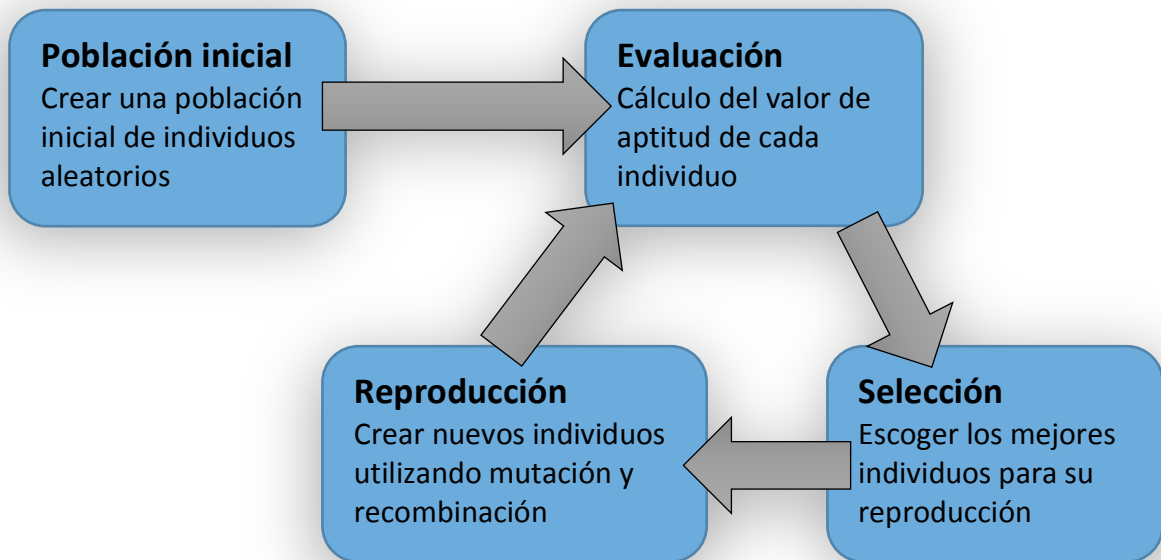 Población inicial
Crear una población
inicial de individuos
aleatorios
Evaluación
Cálculo del valor de
aptitud de cada
individuo
Reproducción
Crear nuevos individuos
utilizando mutación y
recombinación
Selección
Escoger los mejores
individuos para su
reproducción